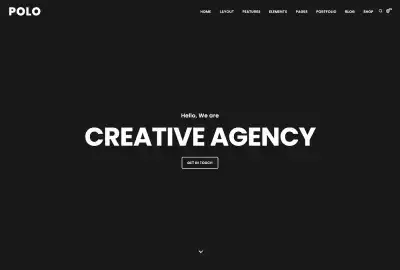 POLO
HOME LAYOUT FEATURES ELEMENTS PAGES PORTFOLIO BLOG SHOP
Hello, We are
CREATIVE AGENCY
GET IN TOUCH